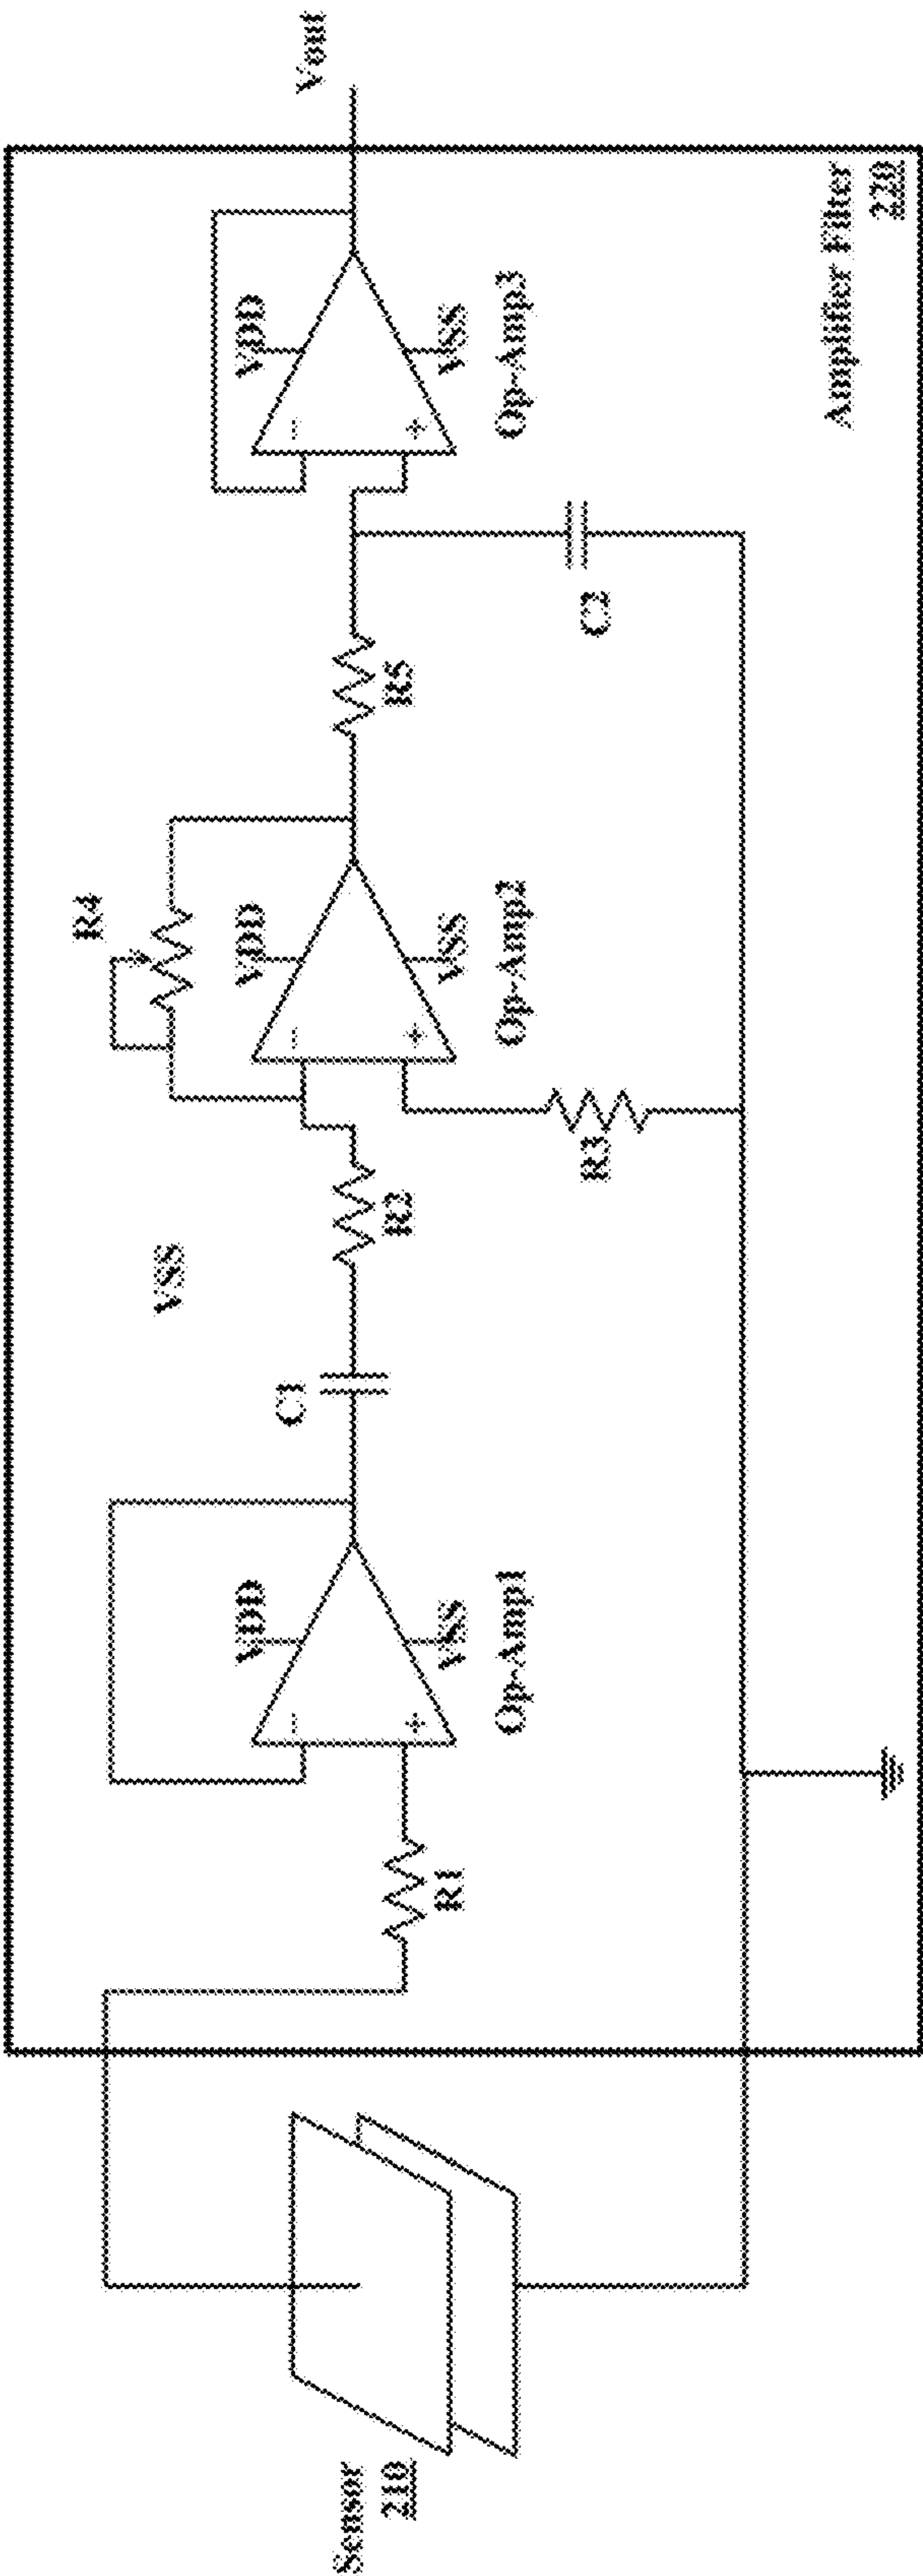 Sensor
210
R1
VDD
-
+
VSS
Op-Amp1
C1
VSS
R2
R4
VDD
-
+
VSS
Op-Amp2
R3
R5
C2
VDD
-
+
VSS
Op-Amp3
Vout
Amplifier Filter
220